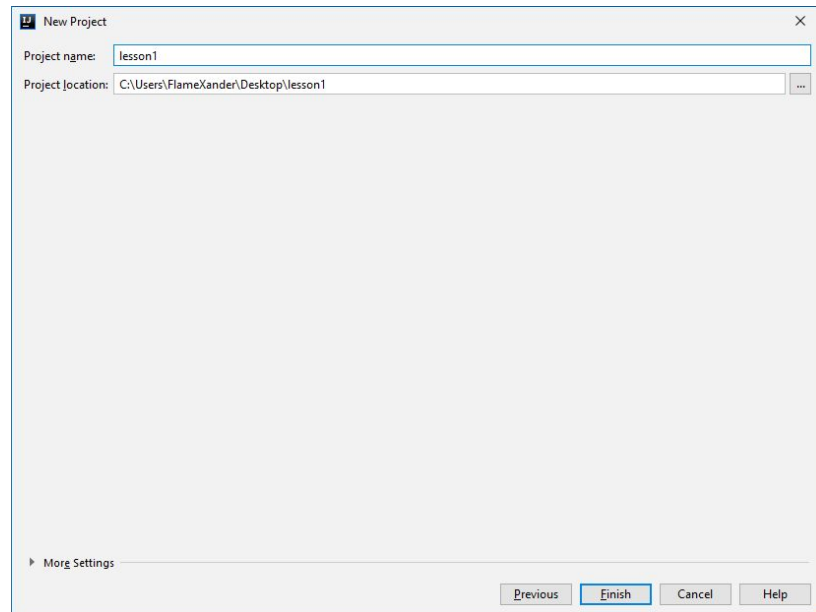 IJ New Project
Project name: lesson1
Project location: C:\Users\FlameXander\Desktop\lesson1 ...
More Settings
Previous Finish Cancel Help